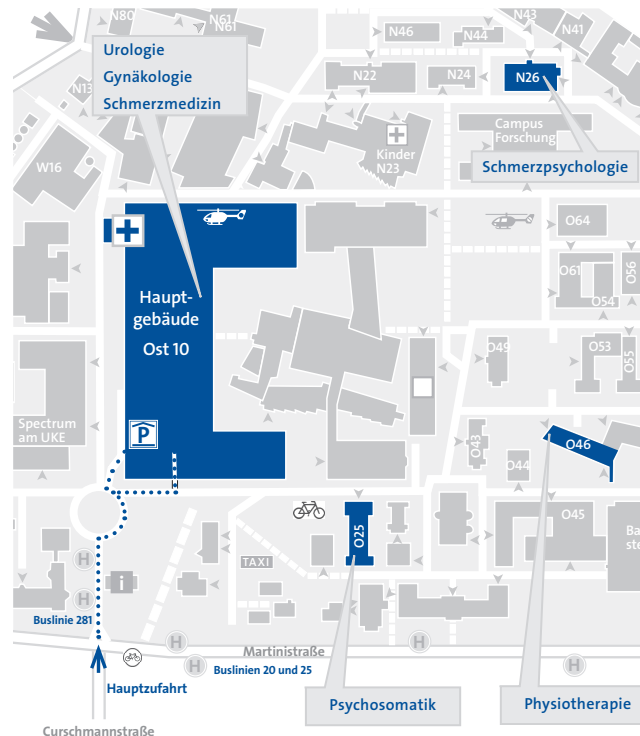 N80
N61
N61
N43
N41
N46
N44
Urologie
Gynäkologie
Schmerzmedizin
N13
N22
N24
N26
Campus
Forschung
Kinder
N23
Schmerzpsychologie
W16
O64
O61
O56
O54
Haupt-
gebäude
Ost 10
O49
O53
O55
P
Spectrum
am UKE
O43
O46
O44
O25
O45
TAXI
i
H
H
Buslinie 281
H
H
H
H
Martinistraße
Buslinien 20 und 25
Hauptzufahrt
Psychosomatik
Physiotherapie
Curschmannstraße